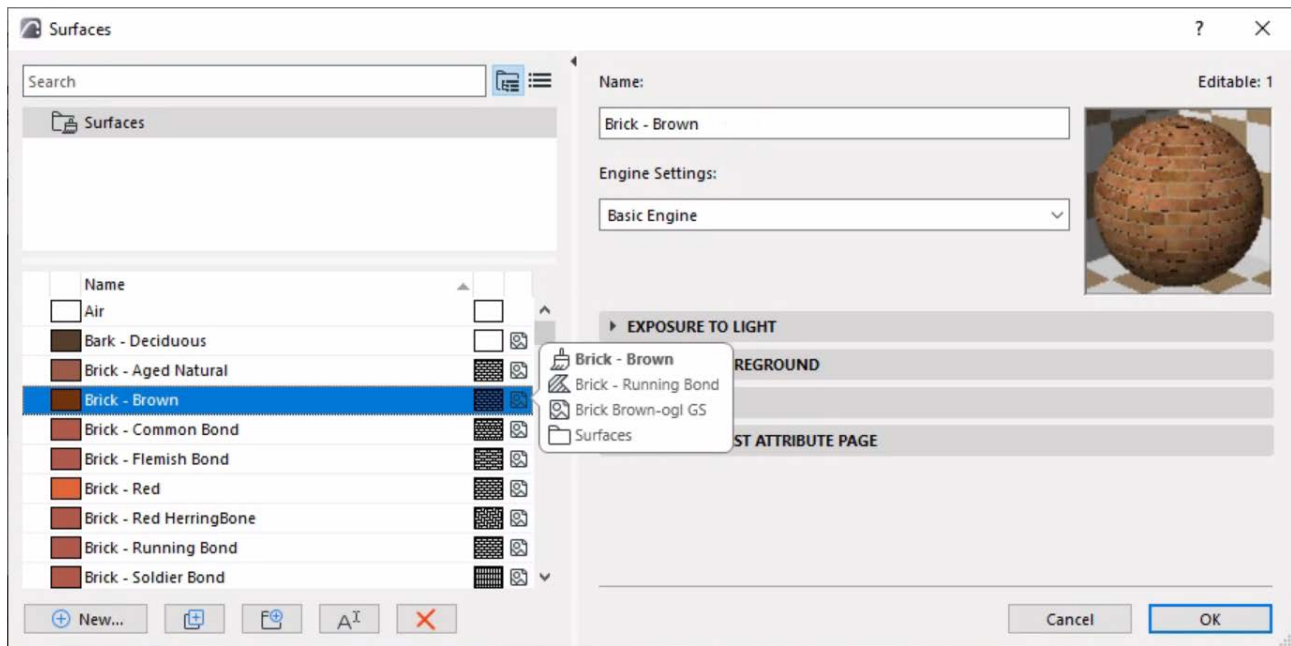 Surfaces
?
Search
Surfaces
Name
Air
Bark - Deciduous
Brick - Aged Natural
Brick - Brown
Brick - Common Bond
Brick - Flemish Bond
Brick - Red
Brick - Red HerringBone
Brick - Running Bond
Brick - Soldier Bond
New...
Brick - Brown
Brick - Running Bond
Brick Brown-ogl GS
Surfaces
Name:
Editable: 1
Brick - Brown
Engine Settings:
Basic Engine
EXPOSURE TO LIGHT
REGROUND
ST ATTRIBUTE PAGE
Cancel
OK